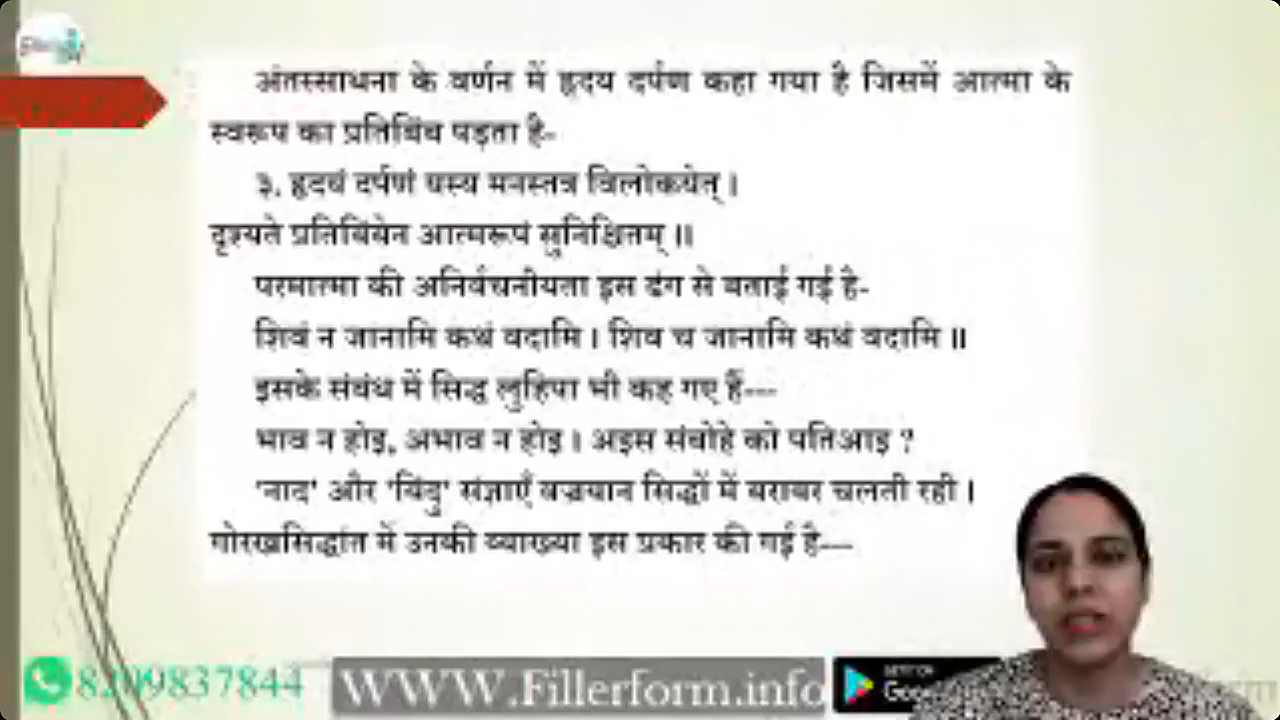 अंतस्साधना के वर्णन में हृदय दर्पण कहा गया है जिसमें आत्मा के
स्वरूप का प्रतिबिंब पड़ता है-
३. हृदयं दर्पणं यस्य मनस्तत्र विलोकयेत् ।
दृश्यते प्रतिबिंबेन आत्मरूपं सुनिश्चितम् ॥
परमात्मा की अनिर्वचनीयता इस ढंग से बताई गई है-
शिवं न जानामि कथं वदामि । शिवं च जानामि कथं वदामि ॥
इसके संबंध में सिद्ध लुहिपा भी कह गए हैं---
भाव न होइ, अभाव न होइ । अइस संबोहे को पतिआइ ?
'नाद' और 'बिंदु' संज्ञाएँ वज्रयान सिद्धों में बराबर चलती रही ।
गोरखसिद्धांत में उनकी व्याख्या इस प्रकार की गई है---
8209837844 WWW.Fillerform.info